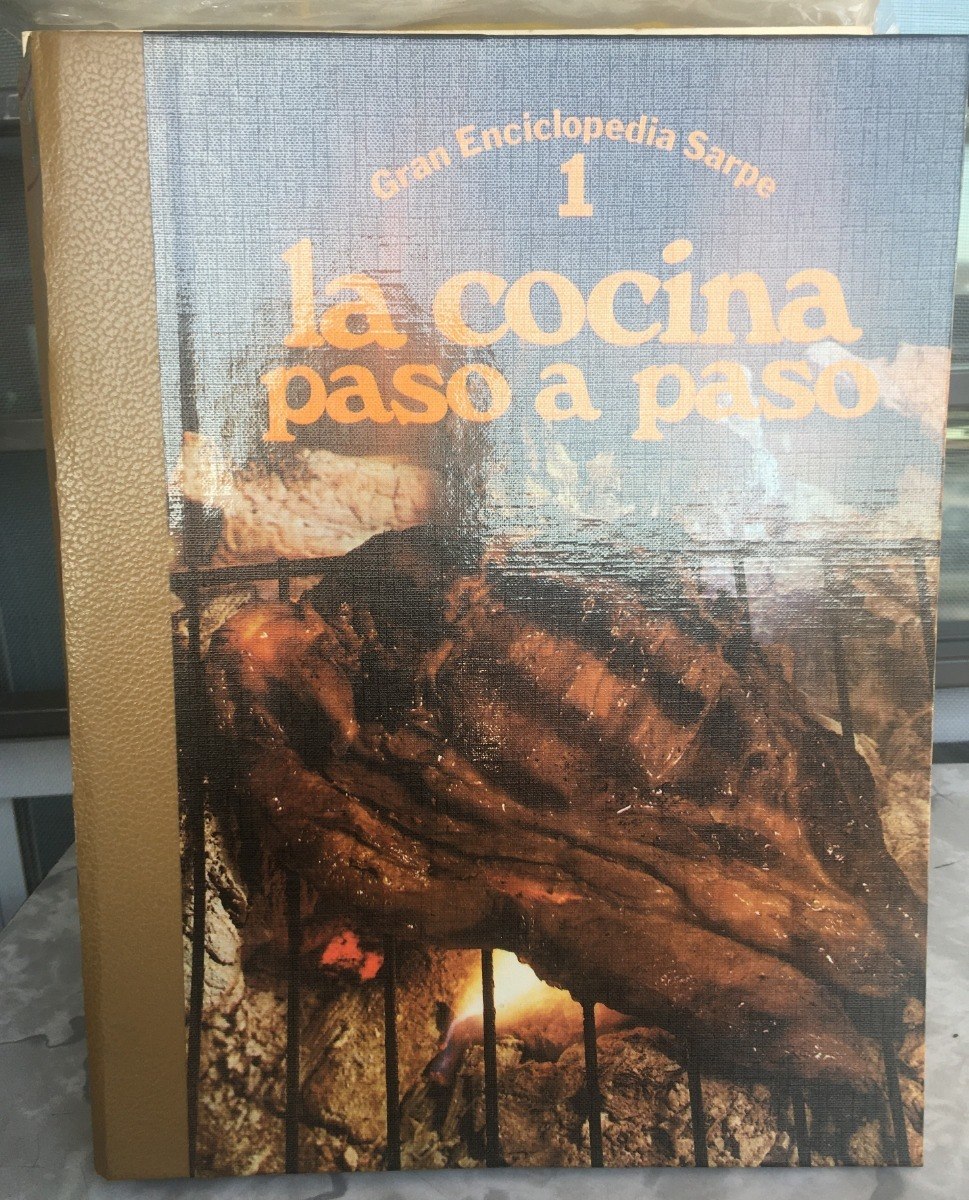 Gran Enciclopedia Sarpe
1
la cocina
paso a paso